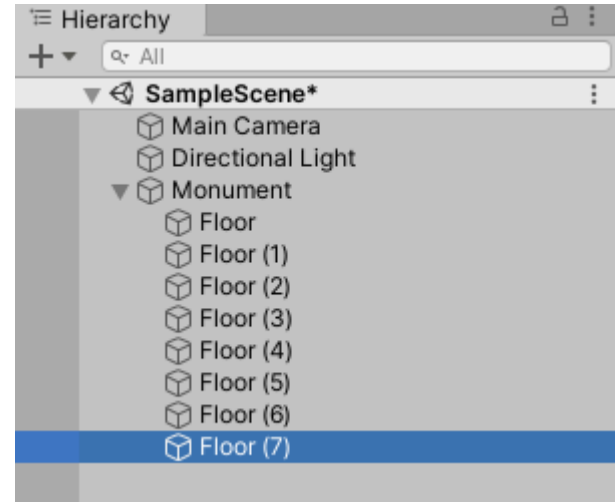 Hierarchy
All
SampleScene*
Main Camera
Directional Light
Monument
Floor
Floor (1)
Floor (2)
Floor (3)
Floor (4)
Floor (5)
Floor (6)
Floor (7)